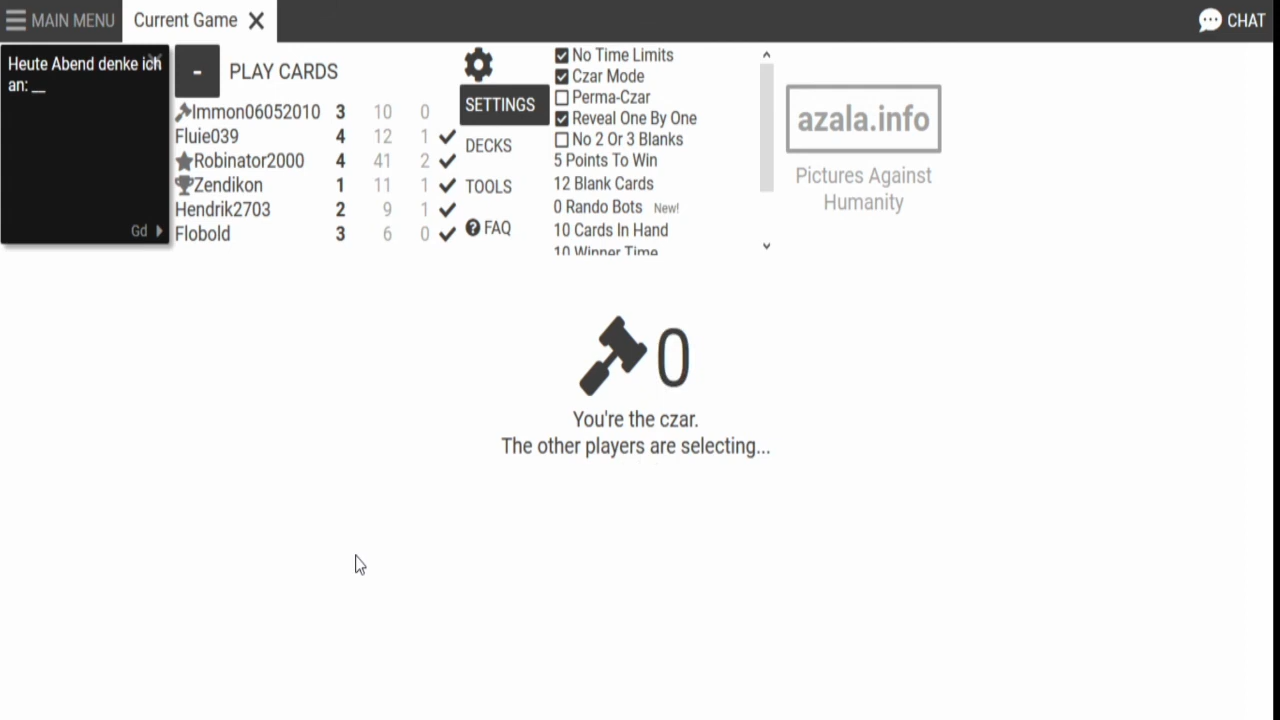 MAIN MENU
Current Game
CHAT
Heute Abend denke ich
an: __
Gd
- PLAY CARDS
Immon06052010 3 10 0
Fluie039 4 12 1
Robinator2000 4 41 2
Zendikon 1 11 1
Hendrik2703 2 9 1
Flobold 3 6 0
SETTINGS
DECKS
TOOLS
FAQ
No Time Limits
Czar Mode
Perma-Czar
Reveal One By One
No 2 Or 3 Blanks
5 Points To Win
12 Blank Cards
0 Rando Bots New!
10 Cards In Hand
10 Winner Time
azala.info
Pictures Against
Humanity
0
You're the czar.
The other players are selecting...